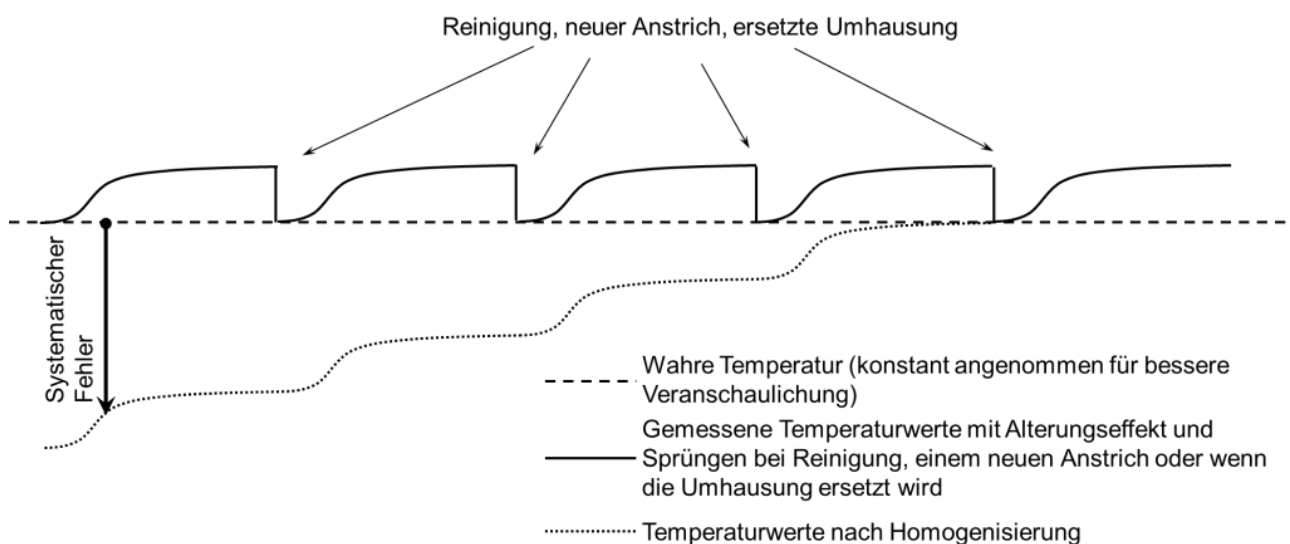 Reinigung, neuer Anstrich, ersetzte Umhausung
Systematischer
Fehler
Wahre Temperatur (konstant angenommen für bessere
Veranschaulichung)
Gemessene Temperaturwerte mit Alterungseffekt und
Sprüngen bei Reinigung, einem neuen Anstrich oder wenn
die Umhausung ersetzt wird
Temperaturwerte nach Homogenisierung